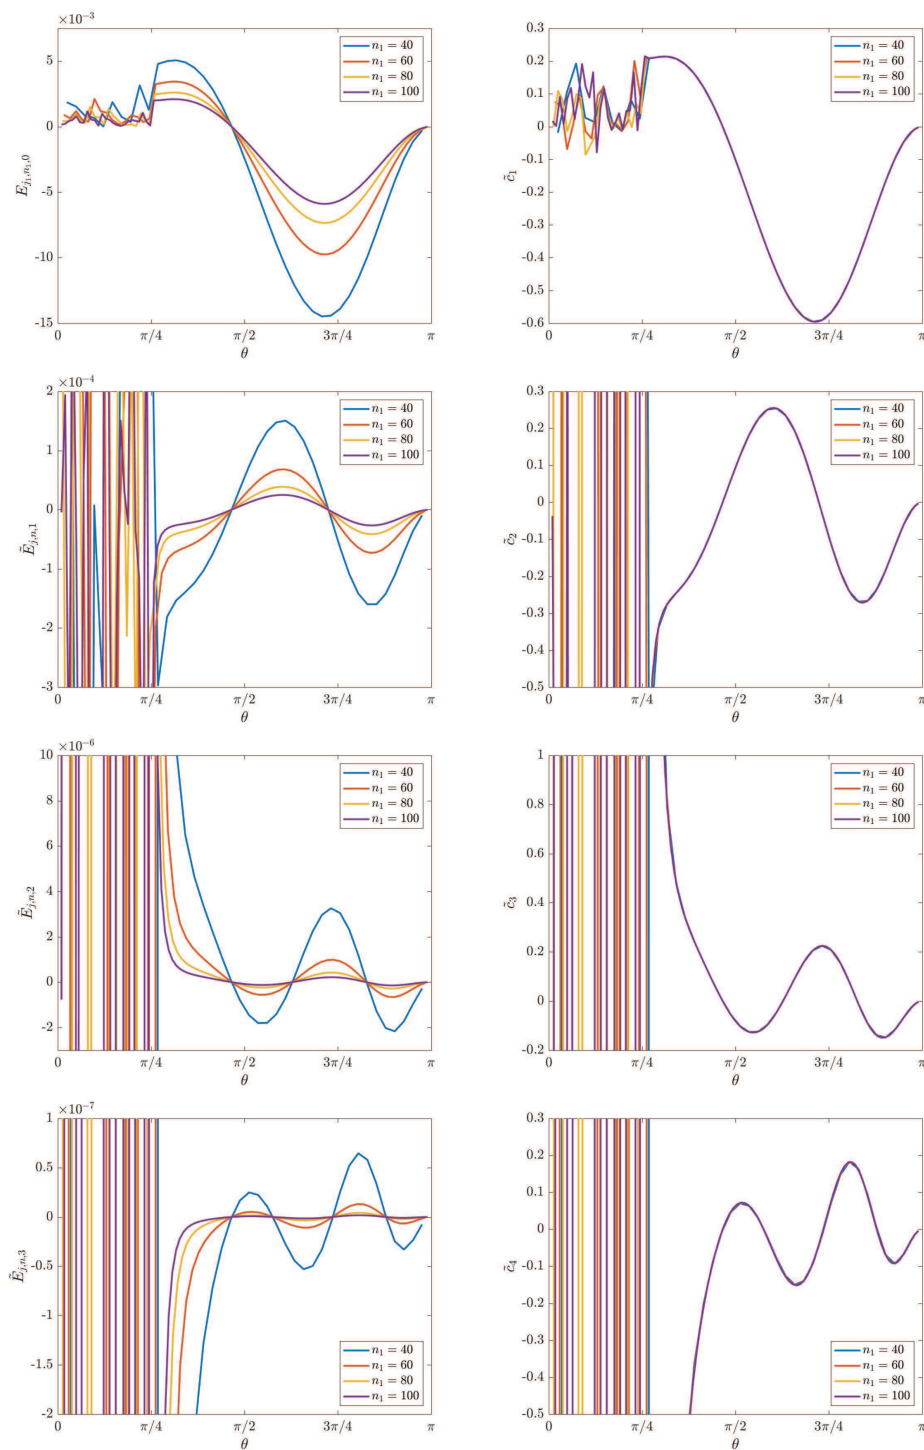 ×10⁻³
5
0
-5
-10
-15
E_{j_1,n_1,0}
0
π/4
π/2
3π/4
π
θ
n₁ = 40
n₁ = 60
n₁ = 80
n₁ = 100
0.3
0.2
0.1
0
-0.1
-0.2
-0.3
-0.4
-0.5
-0.6
c̃₁
0
π/4
π/2
3π/4
π
θ
n₁ = 40
n₁ = 60
n₁ = 80
n₁ = 100
×10⁻⁴
2
1
0
-1
-2
-3
Ẽ_{j,n,1}
0
π/4
π/2
3π/4
π
θ
n₁ = 40
n₁ = 60
n₁ = 80
n₁ = 100
0.3
0.2
0.1
0
-0.1
-0.2
-0.3
-0.4
-0.5
c̃₂
0
π/4
π/2
3π/4
π
θ
n₁ = 40
n₁ = 60
n₁ = 80
n₁ = 100
×10⁻⁶
10
8
6
4
2
0
-2
Ẽ_{j,n,2}
0
π/4
π/2
3π/4
π
θ
n₁ = 40
n₁ = 60
n₁ = 80
n₁ = 100
1
0.8
0.6
0.4
0.2
0
-0.2
c̃₃
0
π/4
π/2
3π/4
π
θ
n₁ = 40
n₁ = 60
n₁ = 80
n₁ = 100
×10⁻⁷
1
0.5
0
-0.5
-1
-1.5
-2
Ẽ_{j,n,3}
0
π/4
π/2
3π/4
π
θ
n₁ = 40
n₁ = 60
n₁ = 80
n₁ = 100
0.3
0.2
0.1
0
-0.1
-0.2
-0.3
-0.4
-0.5
c̃₄
0
π/4
π/2
3π/4
π
θ
n₁ = 40
n₁ = 60
n₁ = 80
n₁ = 100